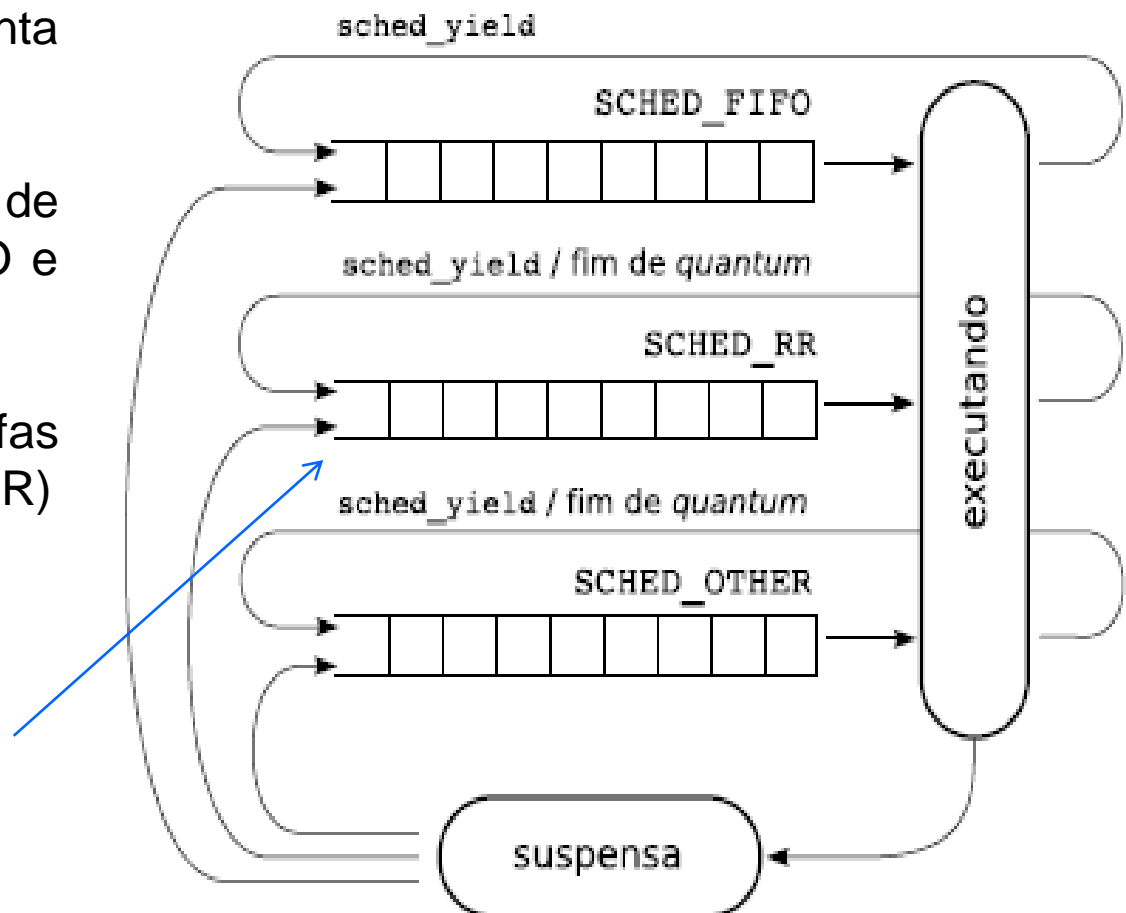 nta
de
O e
fas
R)
sched_yield
SCHED_FIFO
sched_yield / fim de quantum
SCHED_RR
sched_yield / fim de quantum
SCHED_OTHER
executando
suspensa